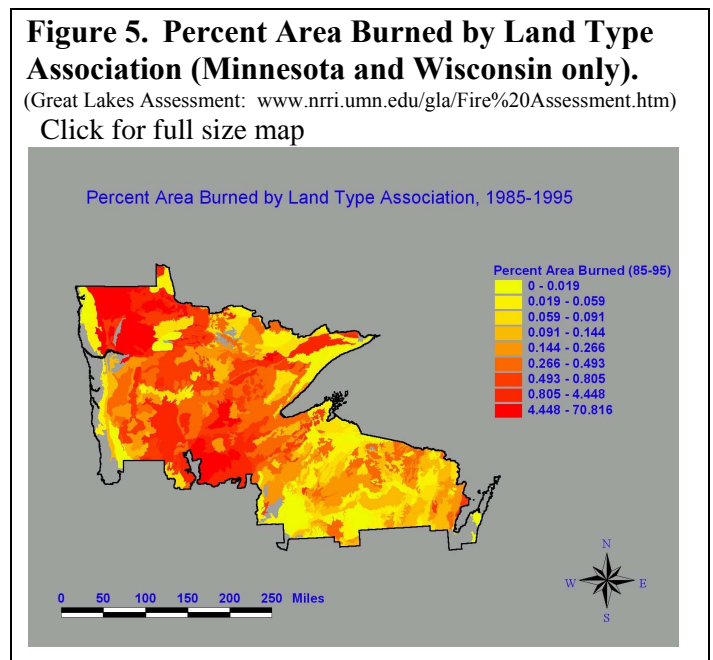 Figure 5. Percent Area Burned by Land Type
Association (Minnesota and Wisconsin only).
(Great Lakes Assessment: www.nrri.umn.edu/gla/Fire%20Assessment.htm)
Click for full size map
Percent Area Burned by Land Type Association, 1985-1995
Percent Area Burned (85-95)
0 - 0.019
0.019 - 0.059
0.059 - 0.091
0.091 - 0.144
0.144 - 0.266
0.266 - 0.493
0.493 - 0.805
0.805 - 4.448
4.448 - 70.816
N
W E
S
0 50 100 150 200 250 Miles